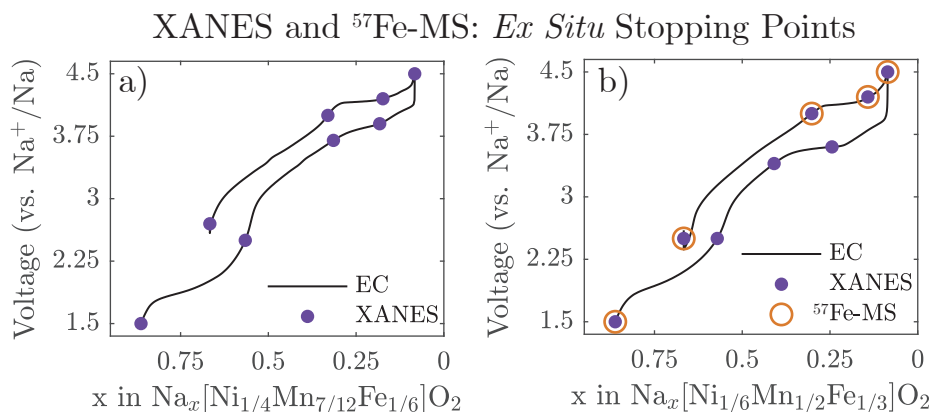 XANES and ⁵⁷Fe-MS: Ex Situ Stopping Points
a)
Voltage (vs. Na⁺/Na)
4.5
3.75
3
2.25
1.5
EC
XANES
0.75
0.5
0.25
0
x in Naₓ[Ni₁/₄Mn₇/₁₂Fe₁/₆]O₂
b)
Voltage (vs. Na⁺/Na)
4.5
3.75
3
2.25
1.5
EC
XANES
⁵⁷Fe-MS
0.75
0.5
0.25
0
x in Naₓ[Ni₁/₆Mn₁/₂Fe₁/₃]O₂